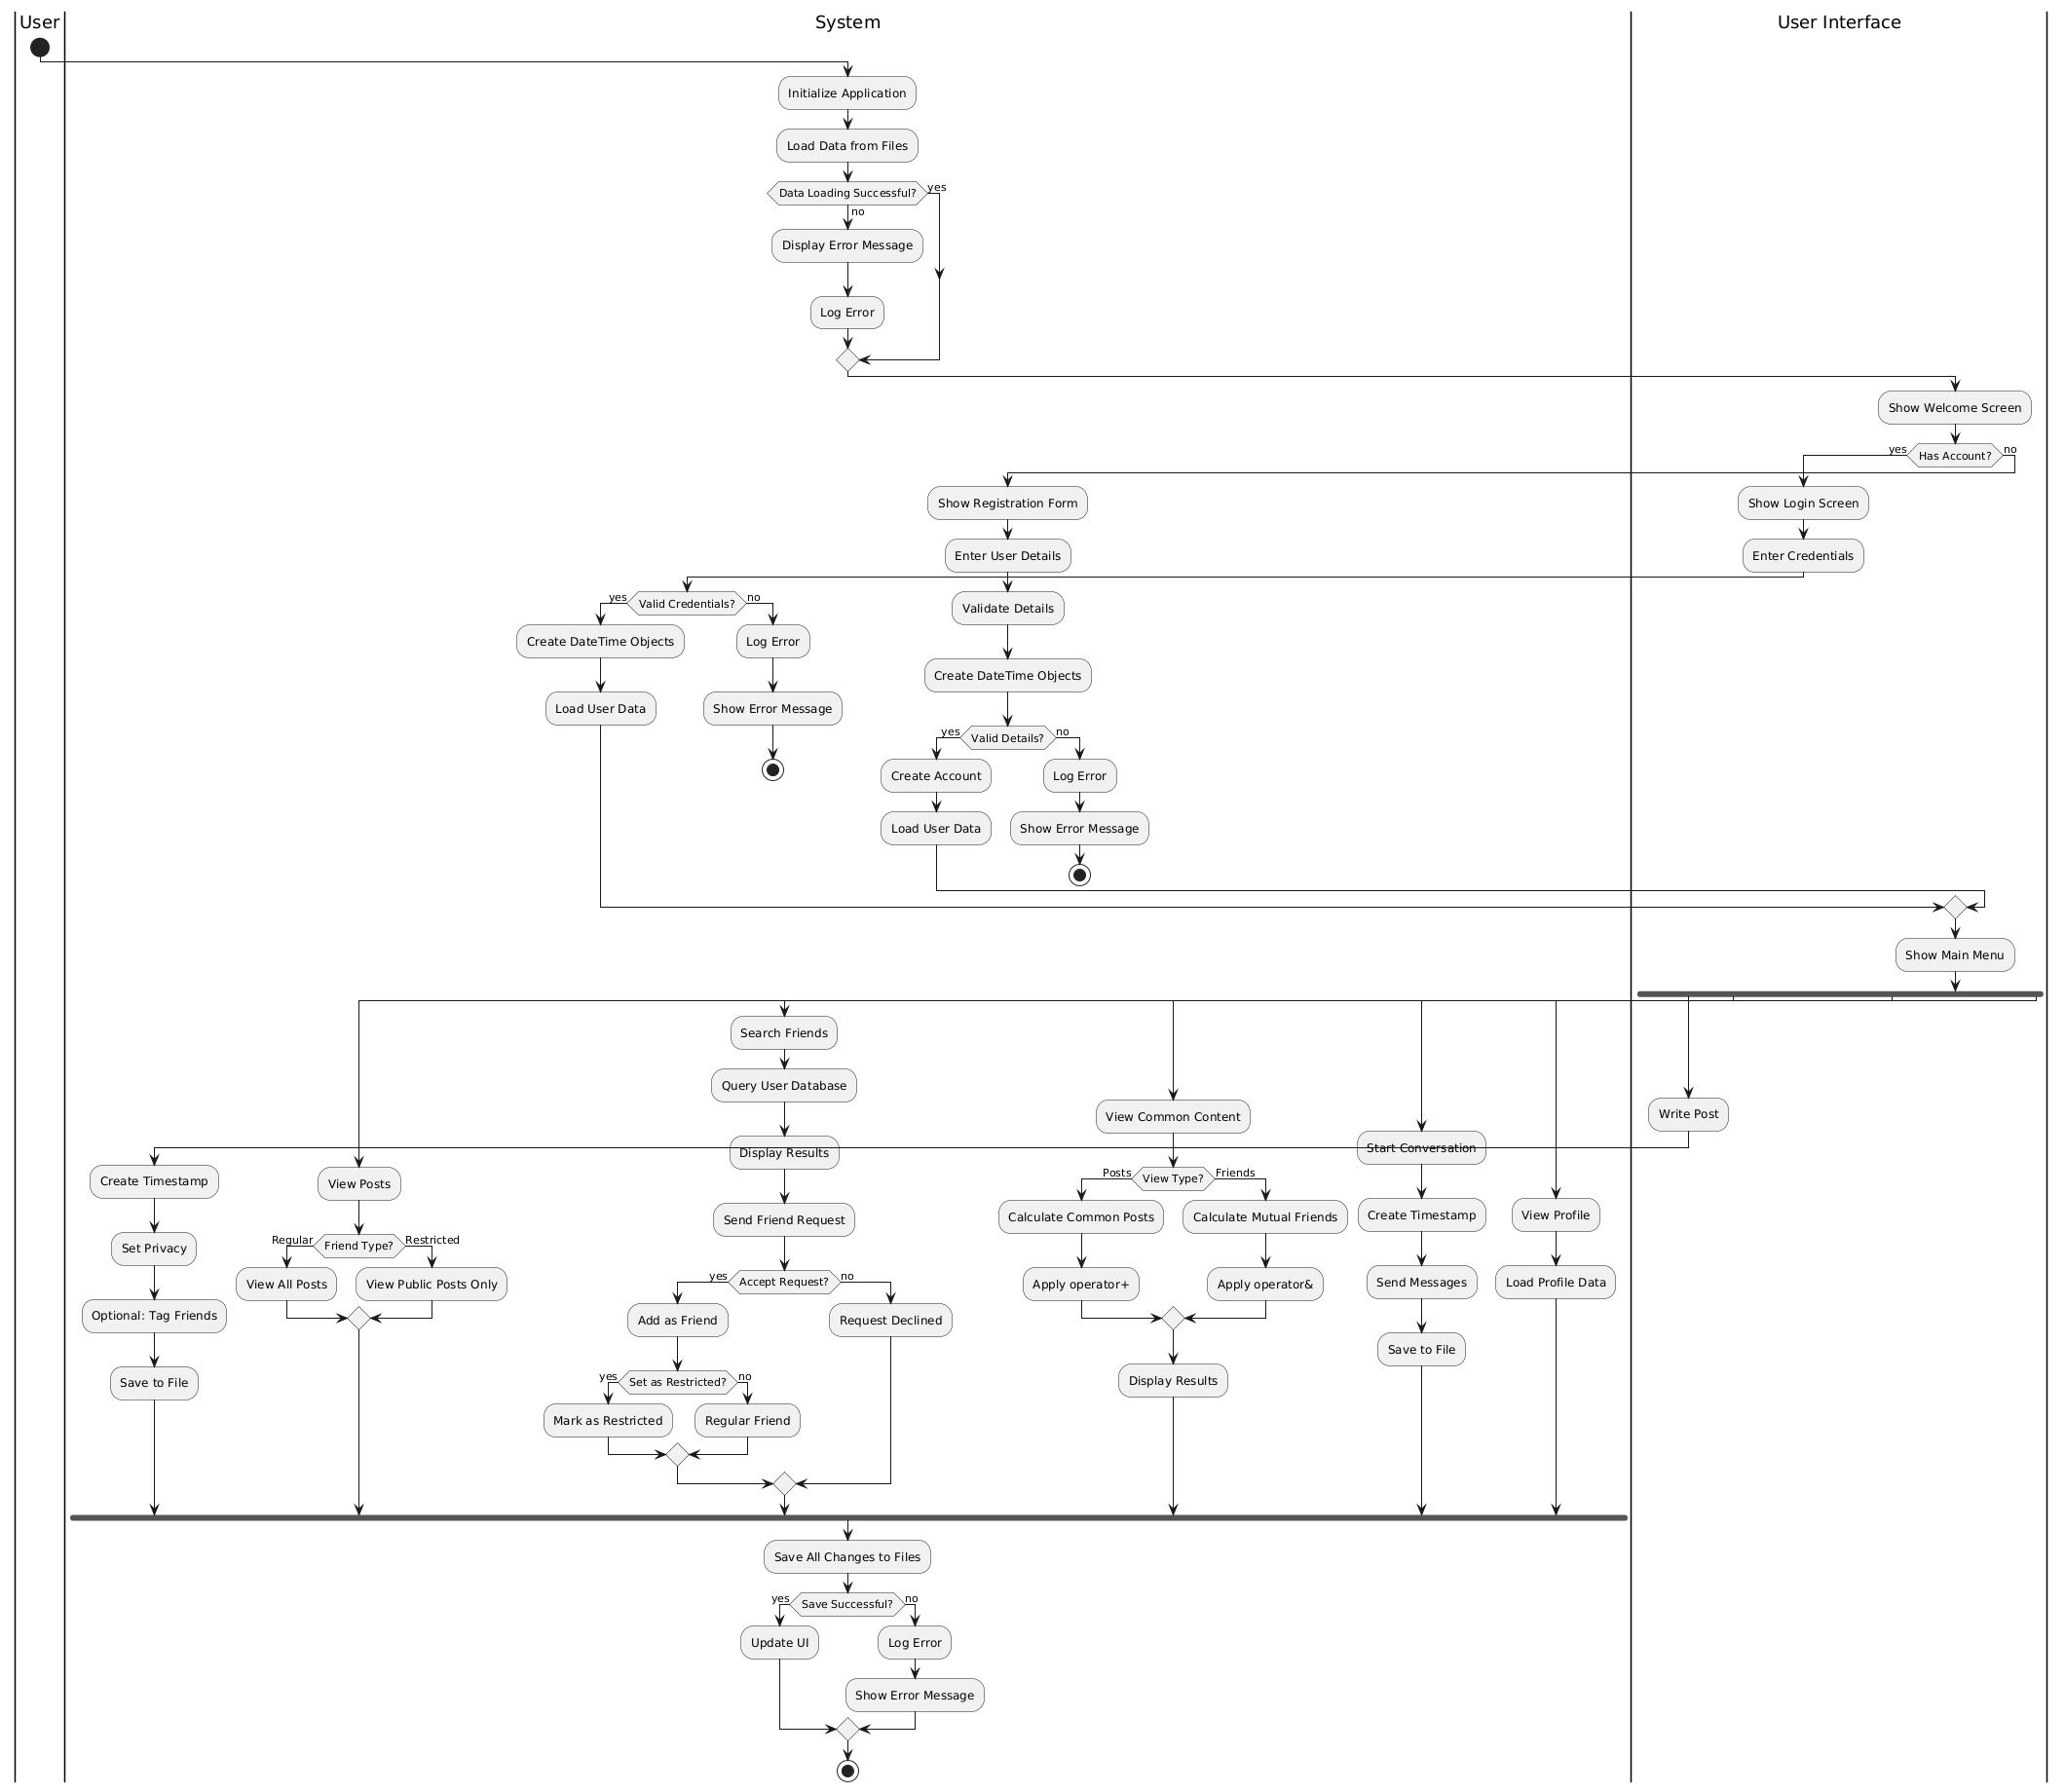 User
System
User Interface
Initialize Application
Load Data from Files
Data Loading Successful?
yes
no
Display Error Message
Log Error
Show Welcome Screen
yes
Has Account?
no
Show Registration Form
Show Login Screen
Enter User Details
Enter Credentials
yes
Valid Credentials?
no
Validate Details
Create DateTime Objects
Log Error
Create DateTime Objects
Load User Data
Show Error Message
yes
Valid Details?
no
Create Account
Log Error
Load User Data
Show Error Message
Show Main Menu
Search Friends
Query User Database
View Common Content
Write Post
Display Results
Start Conversation
Create Timestamp
View Posts
Posts
View Type?
Friends
Calculate Common Posts
Calculate Mutual Friends
Create Timestamp
View Profile
Send Friend Request
Set Privacy
Regular
Friend Type?
Restricted
View All Posts
View Public Posts Only
yes
Accept Request?
no
Apply operator+
Apply operator&
Send Messages
Load Profile Data
Optional: Tag Friends
Add as Friend
Request Declined
Save to File
Save to File
yes
Set as Restricted?
no
Display Results
Mark as Restricted
Regular Friend
Save All Changes to Files
yes
Save Successful?
no
Update UI
Log Error
Show Error Message